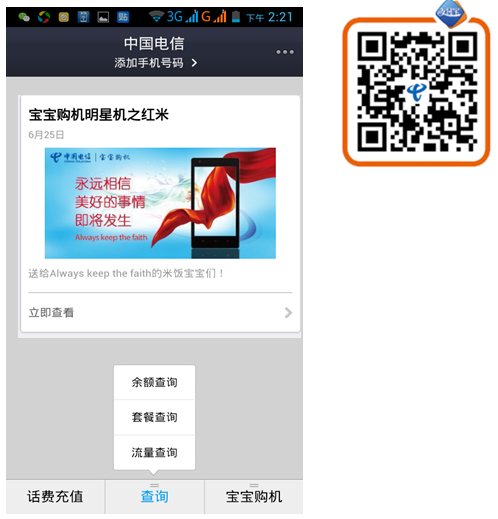 3G G 下午 2:21
中国电信
添加手机号码
宝宝购机明星机之红米
6月25日
中国电信 宝宝购机
永远相信
美好的事情
即将发生
Always keep the faith
送给Always keep the faith的米饭宝宝们！
立即查看
余额查询
套餐查询
流量查询
话费充值
查询
宝宝购机
支付宝